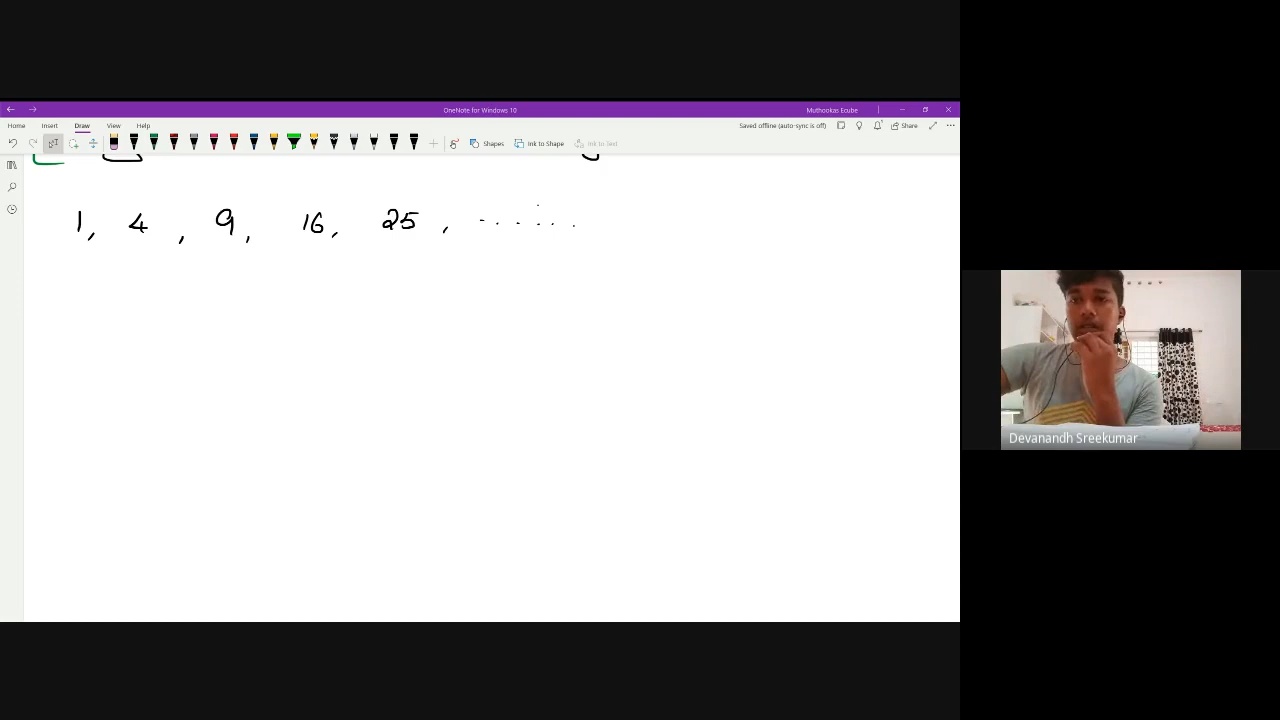 OneNote for Windows 10
Muthookas Ecube
Home Insert Draw View Help
Saved offline (auto-sync is off)
Share
Shapes
Ink to Shape
Ink to Text
1, 4, 9, 16, 25, ......
Devanandh Sreekumar